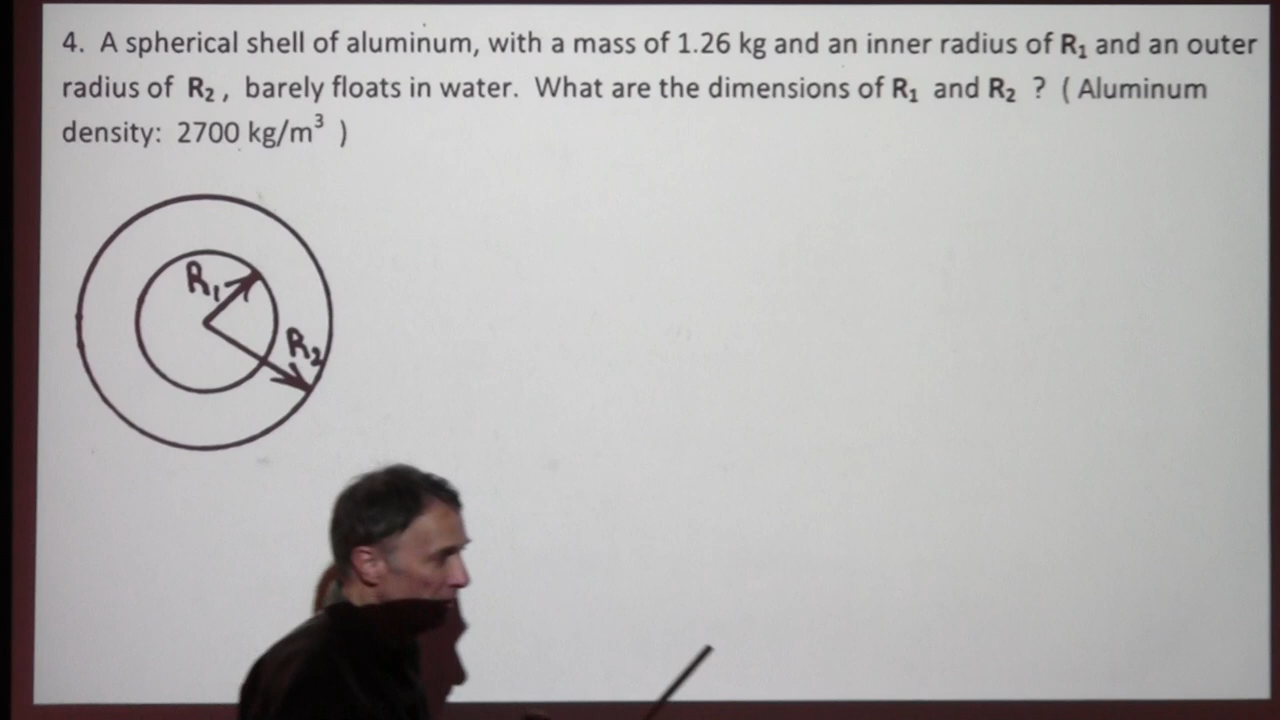 4. A spherical shell of aluminum, with a mass of 1.26 kg and an inner radius of R₁ and an outer
radius of R₂, barely floats in water. What are the dimensions of R₁ and R₂ ? ( Aluminum
density: 2700 kg/m³ )
R₁
R₂